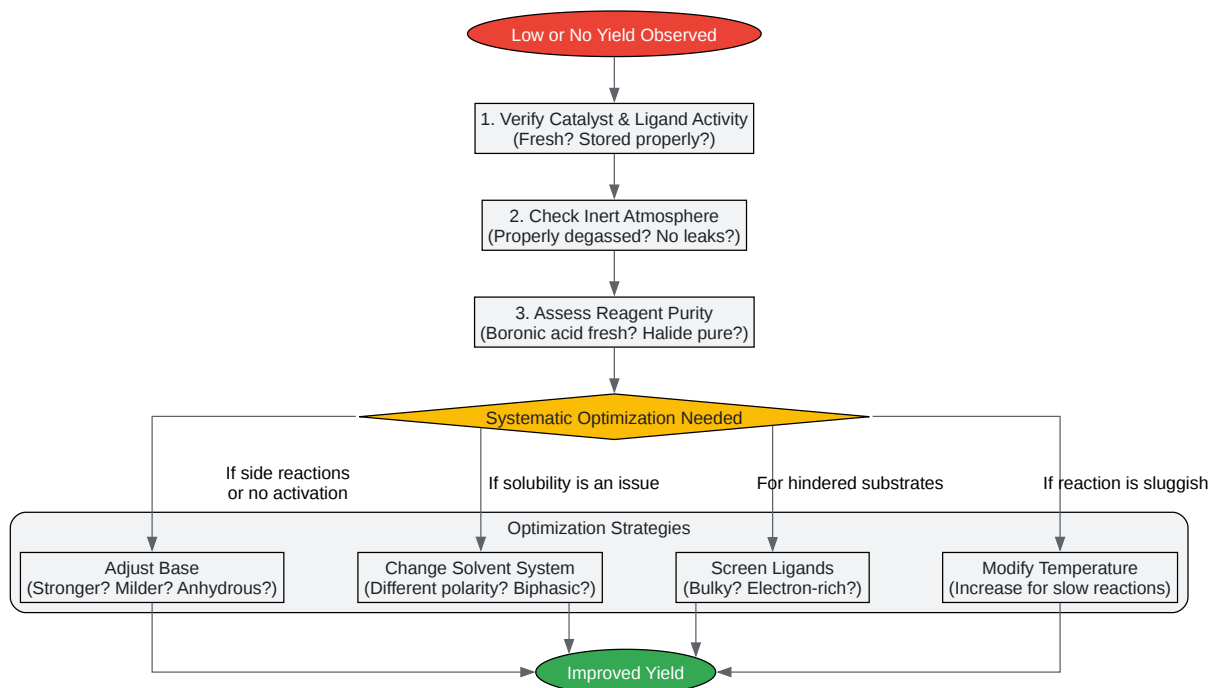 Low or No Yield Observed
1. Verify Catalyst & Ligand Activity
(Fresh? Stored properly?)
2. Check Inert Atmosphere
(Properly degassed? No leaks?)
3. Assess Reagent Purity
(Boronic acid fresh? Halide pure?)
Systematic Optimization Needed
If side reactions
or no activation
If solubility is an issue
For hindered substrates
If reaction is sluggish
Optimization Strategies
Adjust Base
(Stronger? Milder? Anhydrous?)
Change Solvent System
(Different polarity? Biphasic?)
Screen Ligands
(Bulky? Electron-rich?)
Modify Temperature
(Increase for slow reactions)
Improved Yield